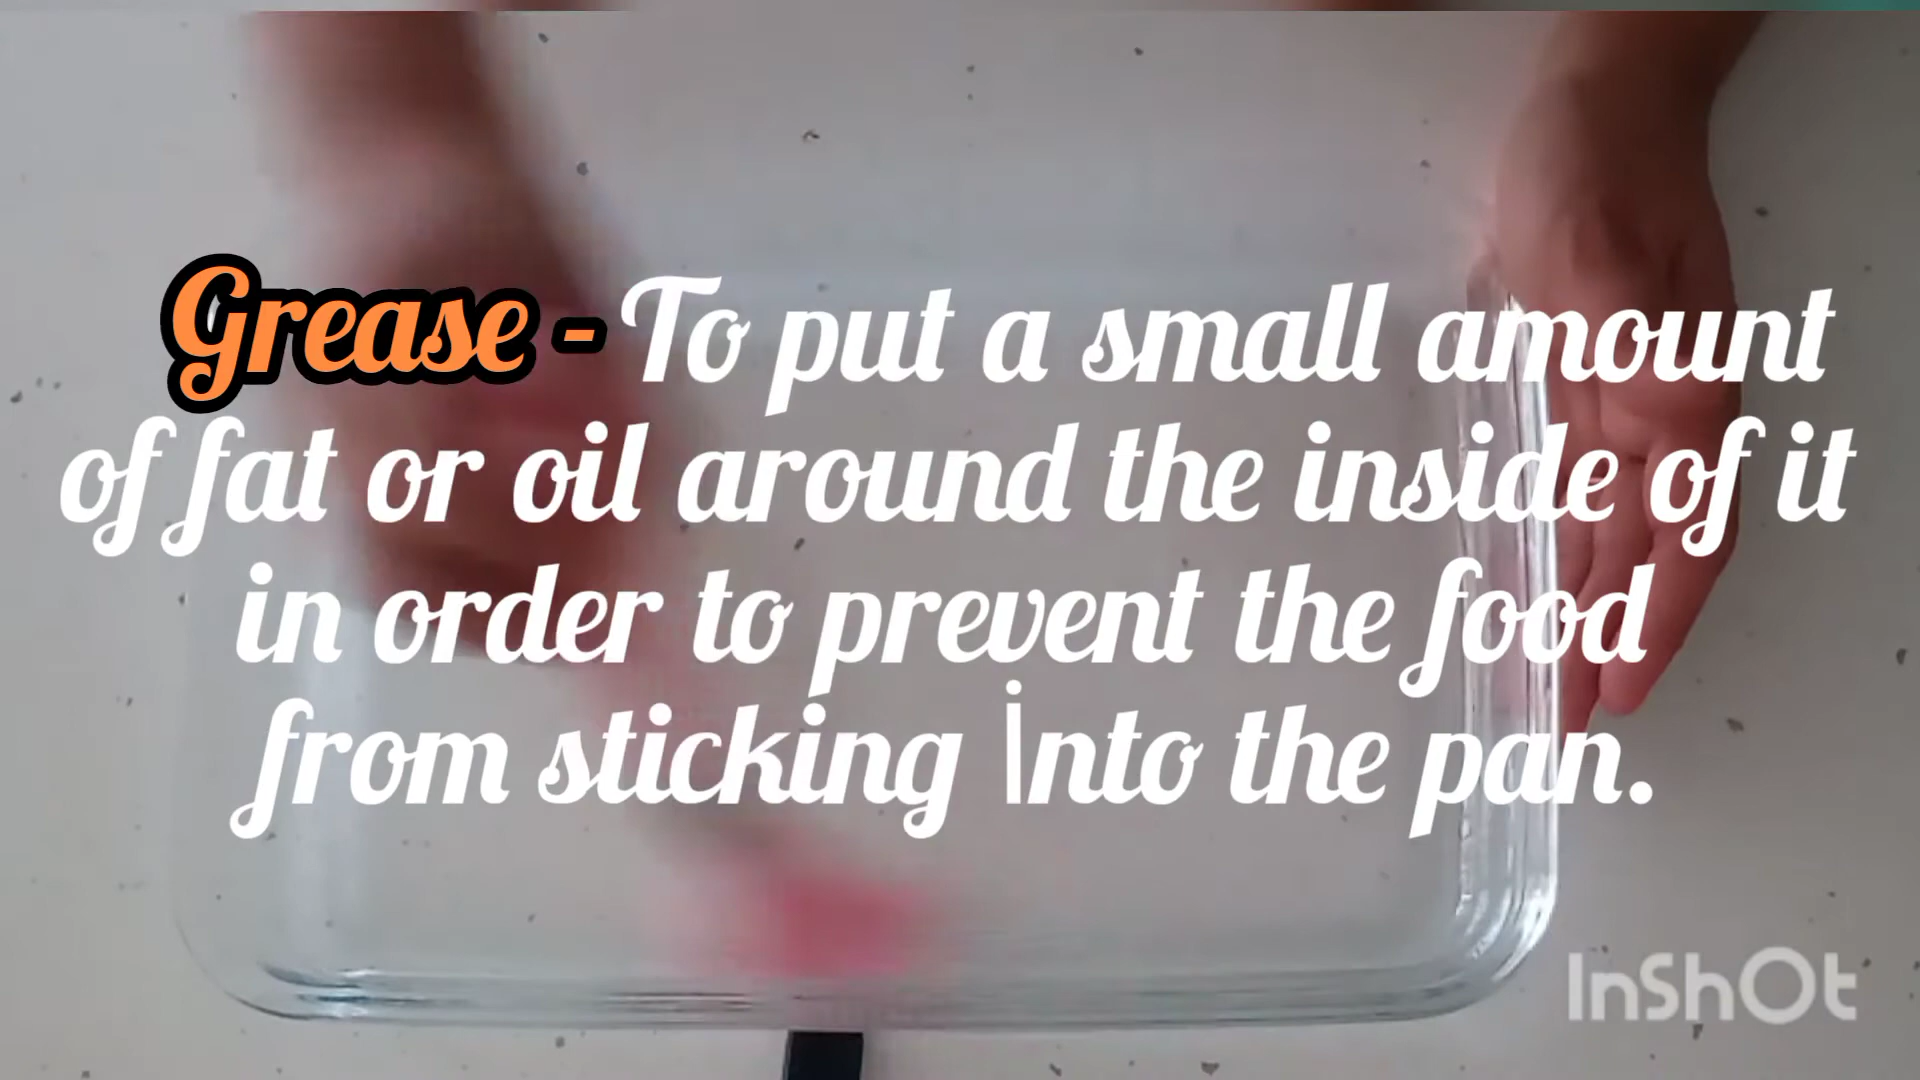 Grease - To put a small amount
of fat or oil around the inside of it
in order to prevent the food
from sticking into the pan.
InShOt